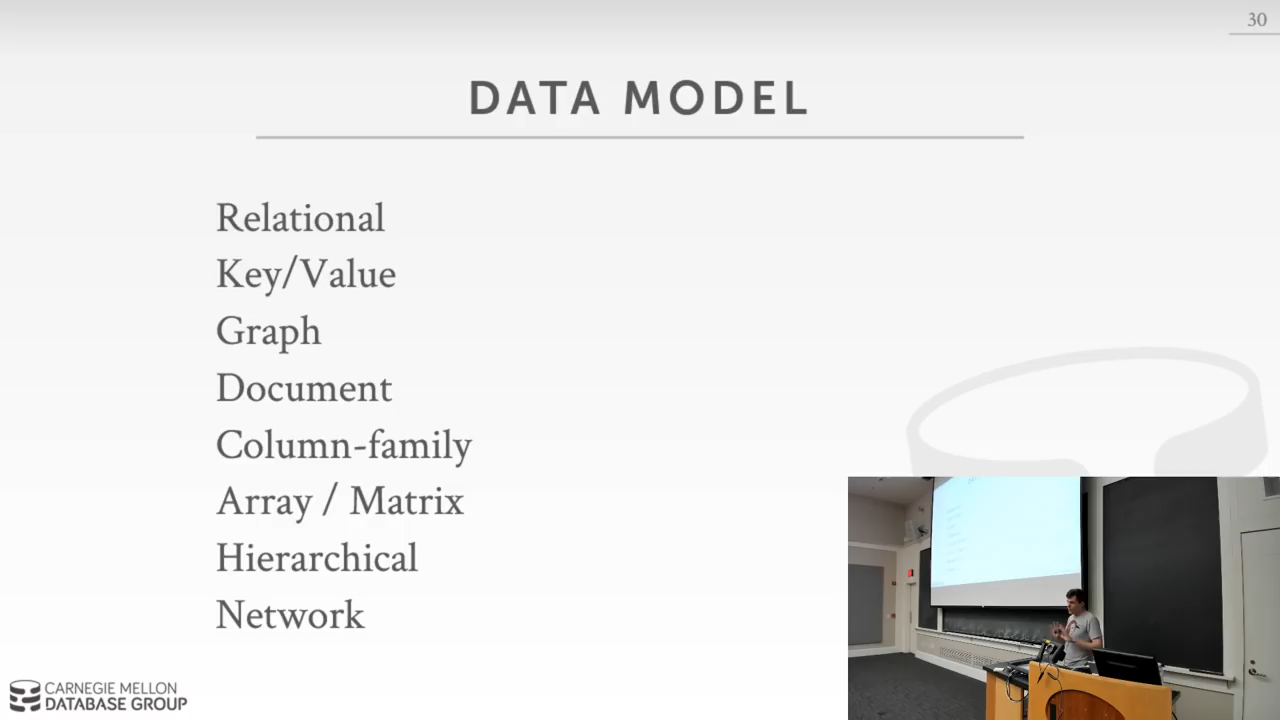 30
DATA MODEL
Relational
Key/Value
Graph
Document
Column-family
Array / Matrix
Hierarchical
Network
CARNEGIE MELLON
DATABASE GROUP